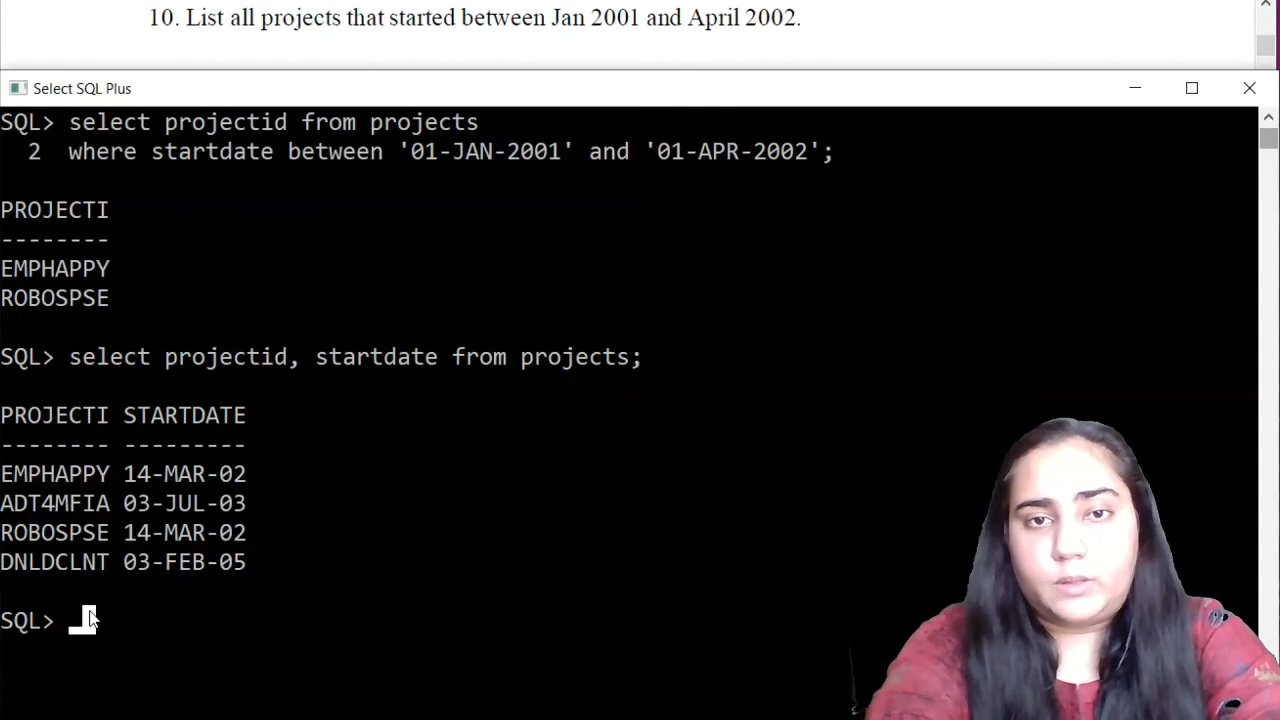 10. List all projects that started between Jan 2001 and April 2002.
Select SQL Plus
SQL> select projectid from projects
2 where startdate between '01-JAN-2001' and '01-APR-2002';
PROJECTI
--------
EMPHAPPY
ROBOSPSE
SQL> select projectid, startdate from projects;
PROJECTI STARTDATE
-------- ---------
EMPHAPPY 14-MAR-02
ADT4MFIA 03-JUL-03
ROBOSPSE 14-MAR-02
DNLDCLNT 03-FEB-05
SQL>